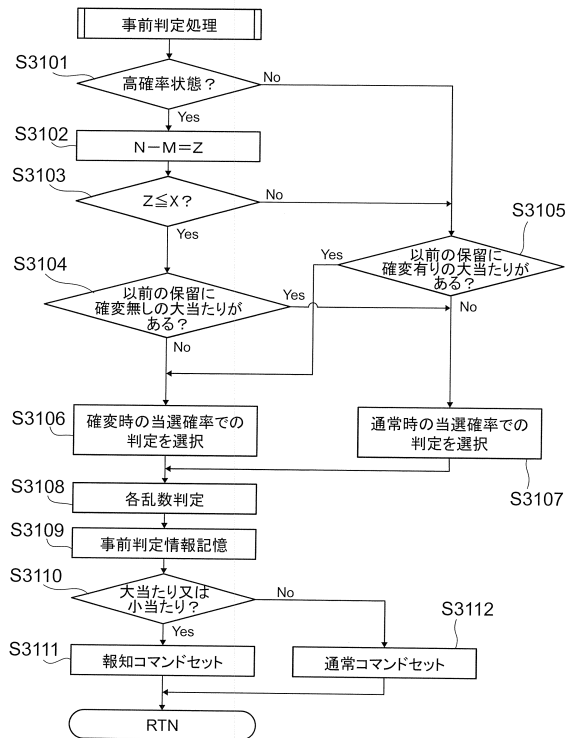 事前判定処理
S3101
高確率状態？
No
Yes
S3102
N－M＝Z
S3103
Z≦X？
No
Yes
S3105
以前の保留に
確変有りの大当たりが
ある？
Yes
No
S3104
以前の保留に
確変無しの大当たりが
ある？
Yes
No
S3106
確変時の当選確率での
判定を選択
通常時の当選確率での
判定を選択
S3107
S3108
各乱数判定
S3109
事前判定情報記憶
S3110
大当たり又は
小当たり？
No
Yes
S3112
S3111
報知コマンドセット
通常コマンドセット
RTN